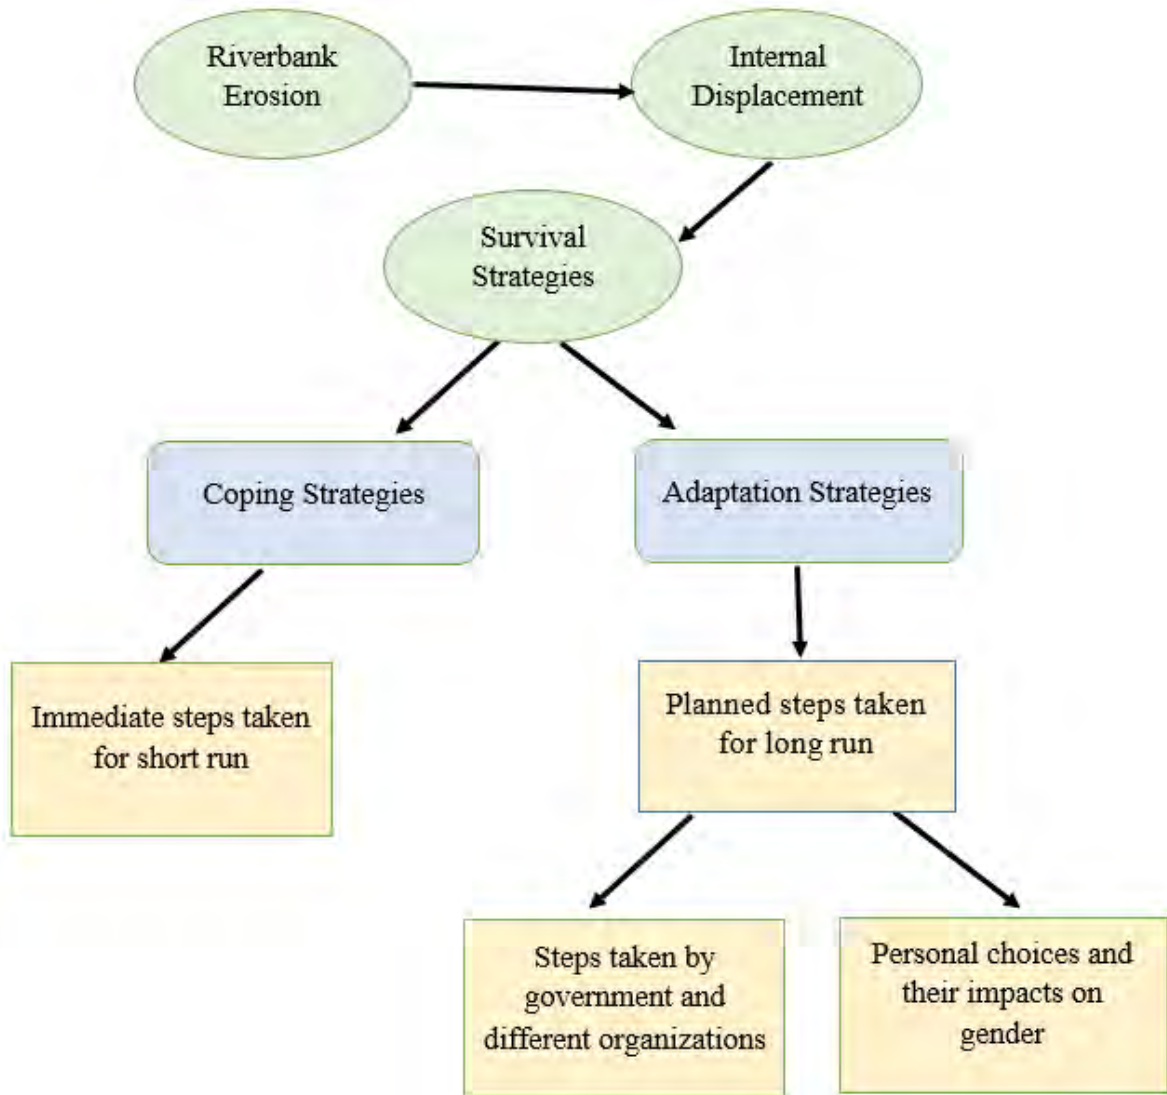 Riverbank
Erosion
Internal
Displacement
Survival
Strategies
Coping Strategies
Adaptation Strategies
Immediate steps taken
for short run
Planned steps taken
for long run
Steps taken by
government and
different organizations
Personal choices and
their impacts on
gender